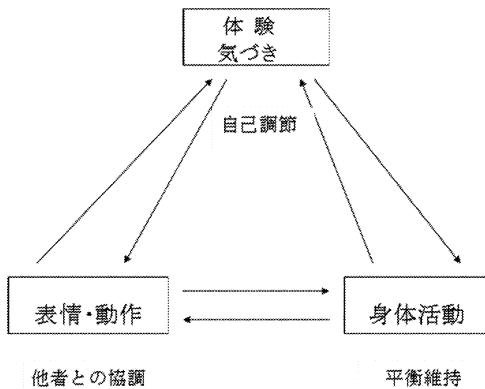 体 験
気づき
自己調節
表情・動作
身体活動
他者との協調
平衡維持